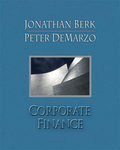 JONATHAN BERK
PETER DEMARZO
CORPORATE
FINANCE